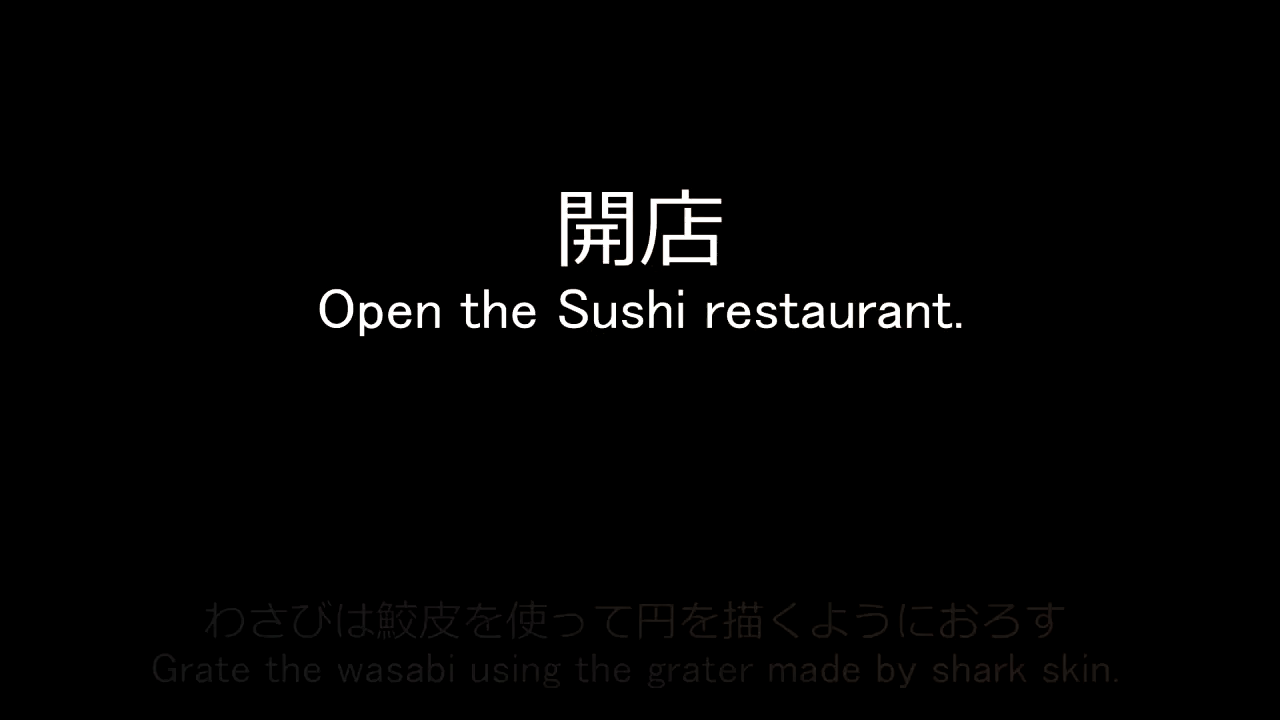 開店
Open the Sushi restaurant.
わさびは鮫皮を使って円を描くようにおろす
Grate the wasabi using the grater made by shark skin.